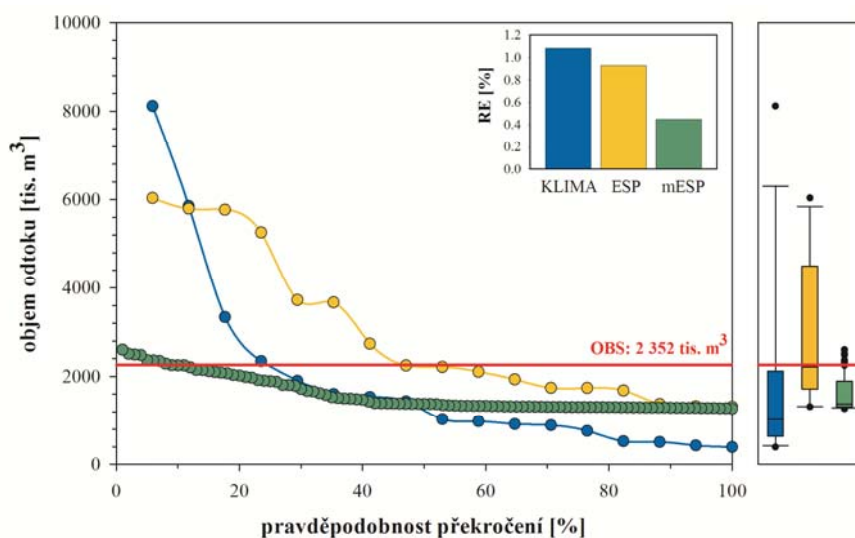 10000
8000
6000
4000
2000
0
objem odtoku [tis. m³]
1.2
1.0
0.8
0.6
0.4
0.2
0.0
RE [%]
KLIMA ESP mESP
OBS: 2 352 tis. m³
0 20 40 60 80 100
pravděpodobnost překročení [%]